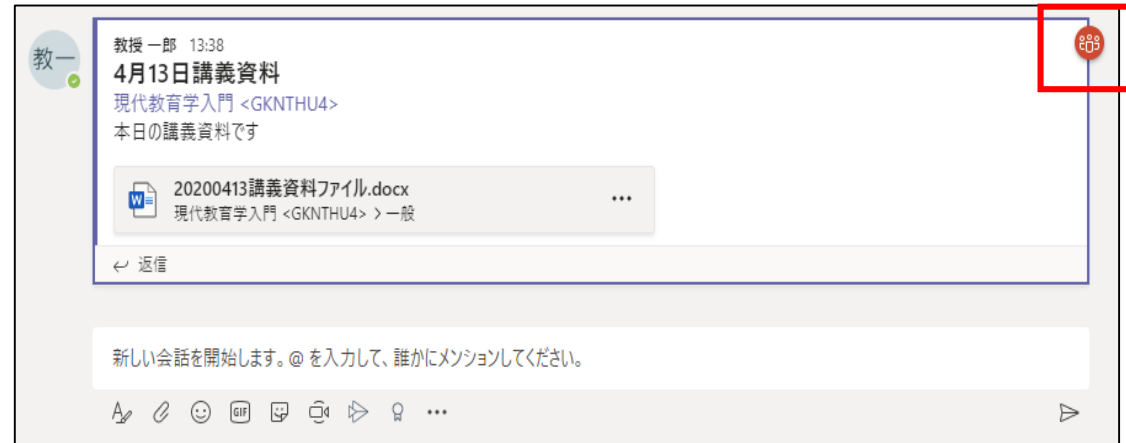 教一
教授 一郎 13:38
4月13日講義資料
現代教育学入門 <GKNTHU4>
本日の講義資料です
W
20200413講義資料ファイル.docx
現代教育学入門 <GKNTHU4> > 一般
返信
新しい会話を開始します。@ を入力して、誰かにメンションしてください。
GIF